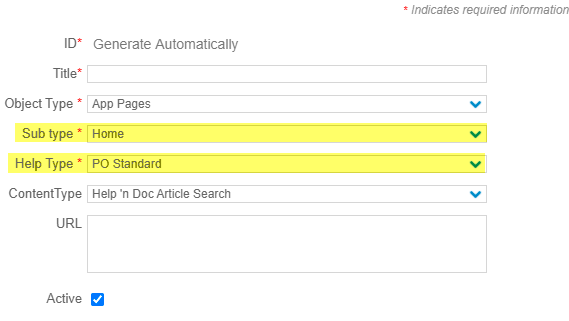 * Indicates required information
ID* Generate Automatically
Title*
Object Type * App Pages
Sub type * Home
Help Type * PO Standard
ContentType Help 'n Doc Article Search
URL
Active